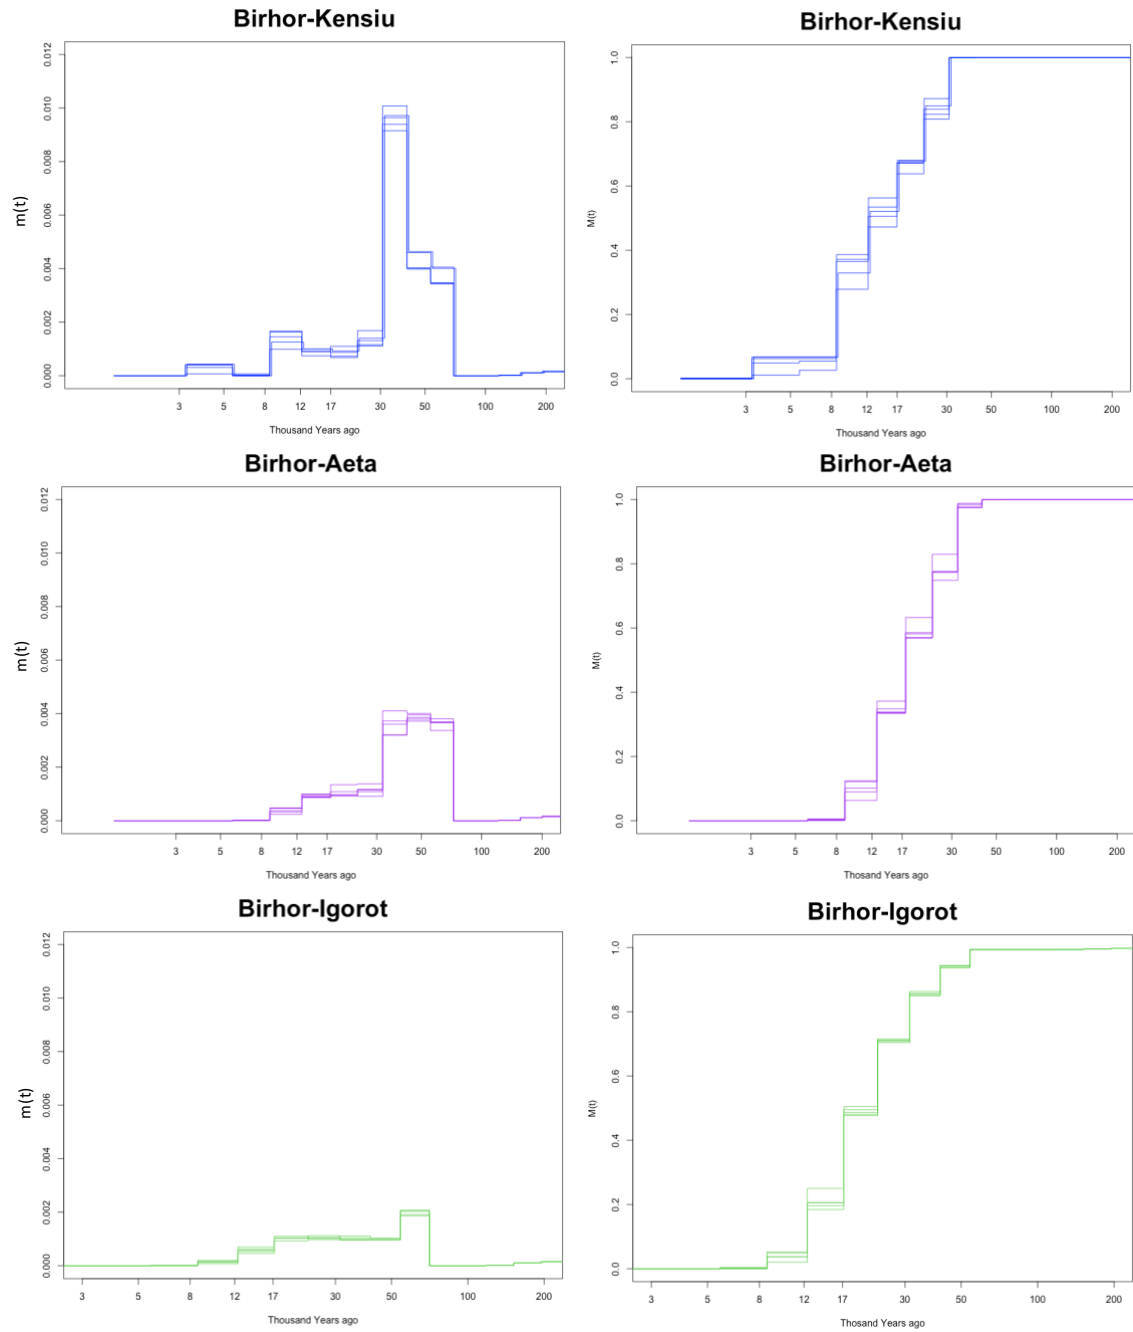 Birhor-Kensiu
m(t)
0.012
0.010
0.008
0.006
0.004
0.002
0.000
3 5 8 12 17 30 50 100 200
Thousand Years ago
Birhor-Kensiu
M(t)
1.0
0.8
0.6
0.4
0.2
0.0
3 5 8 12 17 30 50 100 200
Thousand Years ago
Birhor-Aeta
m(t)
0.012
0.010
0.008
0.006
0.004
0.002
0.000
3 5 8 12 17 30 50 100 200
Thousand Years ago
Birhor-Aeta
M(t)
1.0
0.8
0.6
0.4
0.2
0.0
3 5 8 12 17 30 50 100 200
Thosand Years ago
Birhor-Igorot
m(t)
0.012
0.010
0.008
0.006
0.004
0.002
0.000
3 5 8 12 17 30 50 100 200
Thousand Years ago
Birhor-Igorot
M(t)
1.0
0.8
0.6
0.4
0.2
0.0
3 5 8 12 17 30 50 100 200
Thosand Years ago